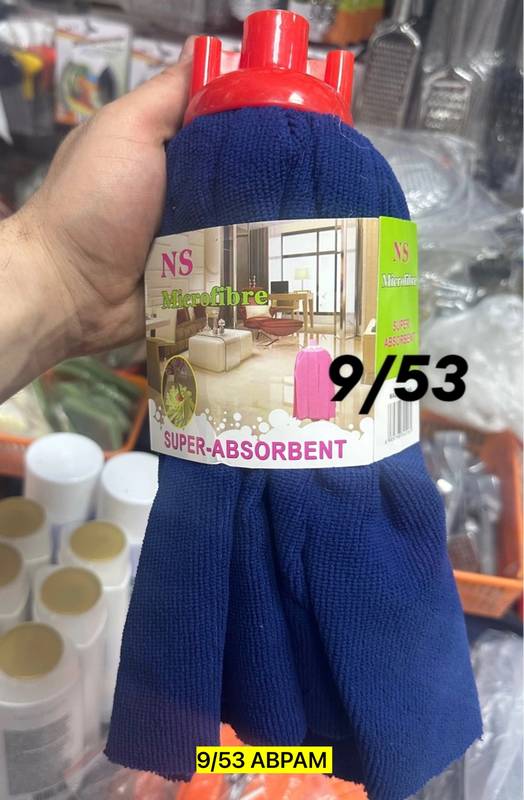 NS
Microfibre
SUPER-ABSORBENT
NS
Microfibre
SUPER
ABSORBENT
9/53
9/53 ABPAM